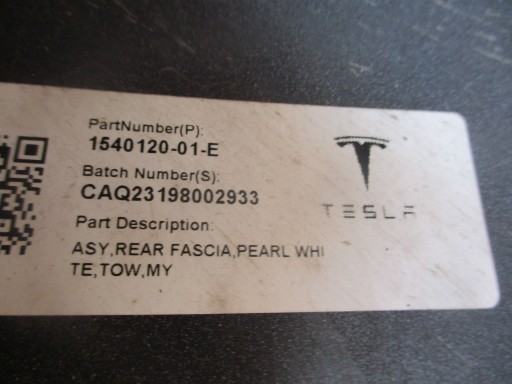 PartNumber(P):
1540120-01-E
Batch Number(S):
CAQ23198002933
Part Description:
ASY,REAR FASCIA,PEARL WHI
TE,TOW,MY
TESLA